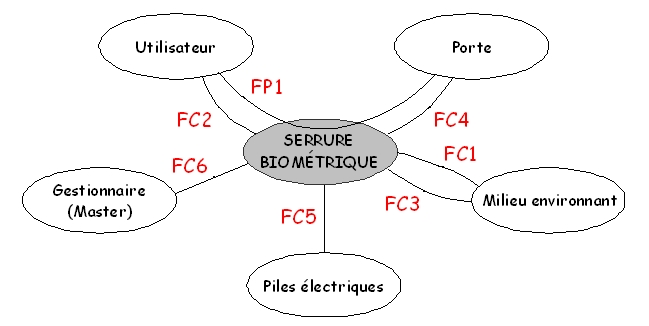 Utilisateur
Porte
FP1
FC2
FC4
SERRURE
BIOMÉTRIQUE
FC1
FC6
Gestionnaire
(Master)
FC3
Milieu environnant
FC5
Piles électriques